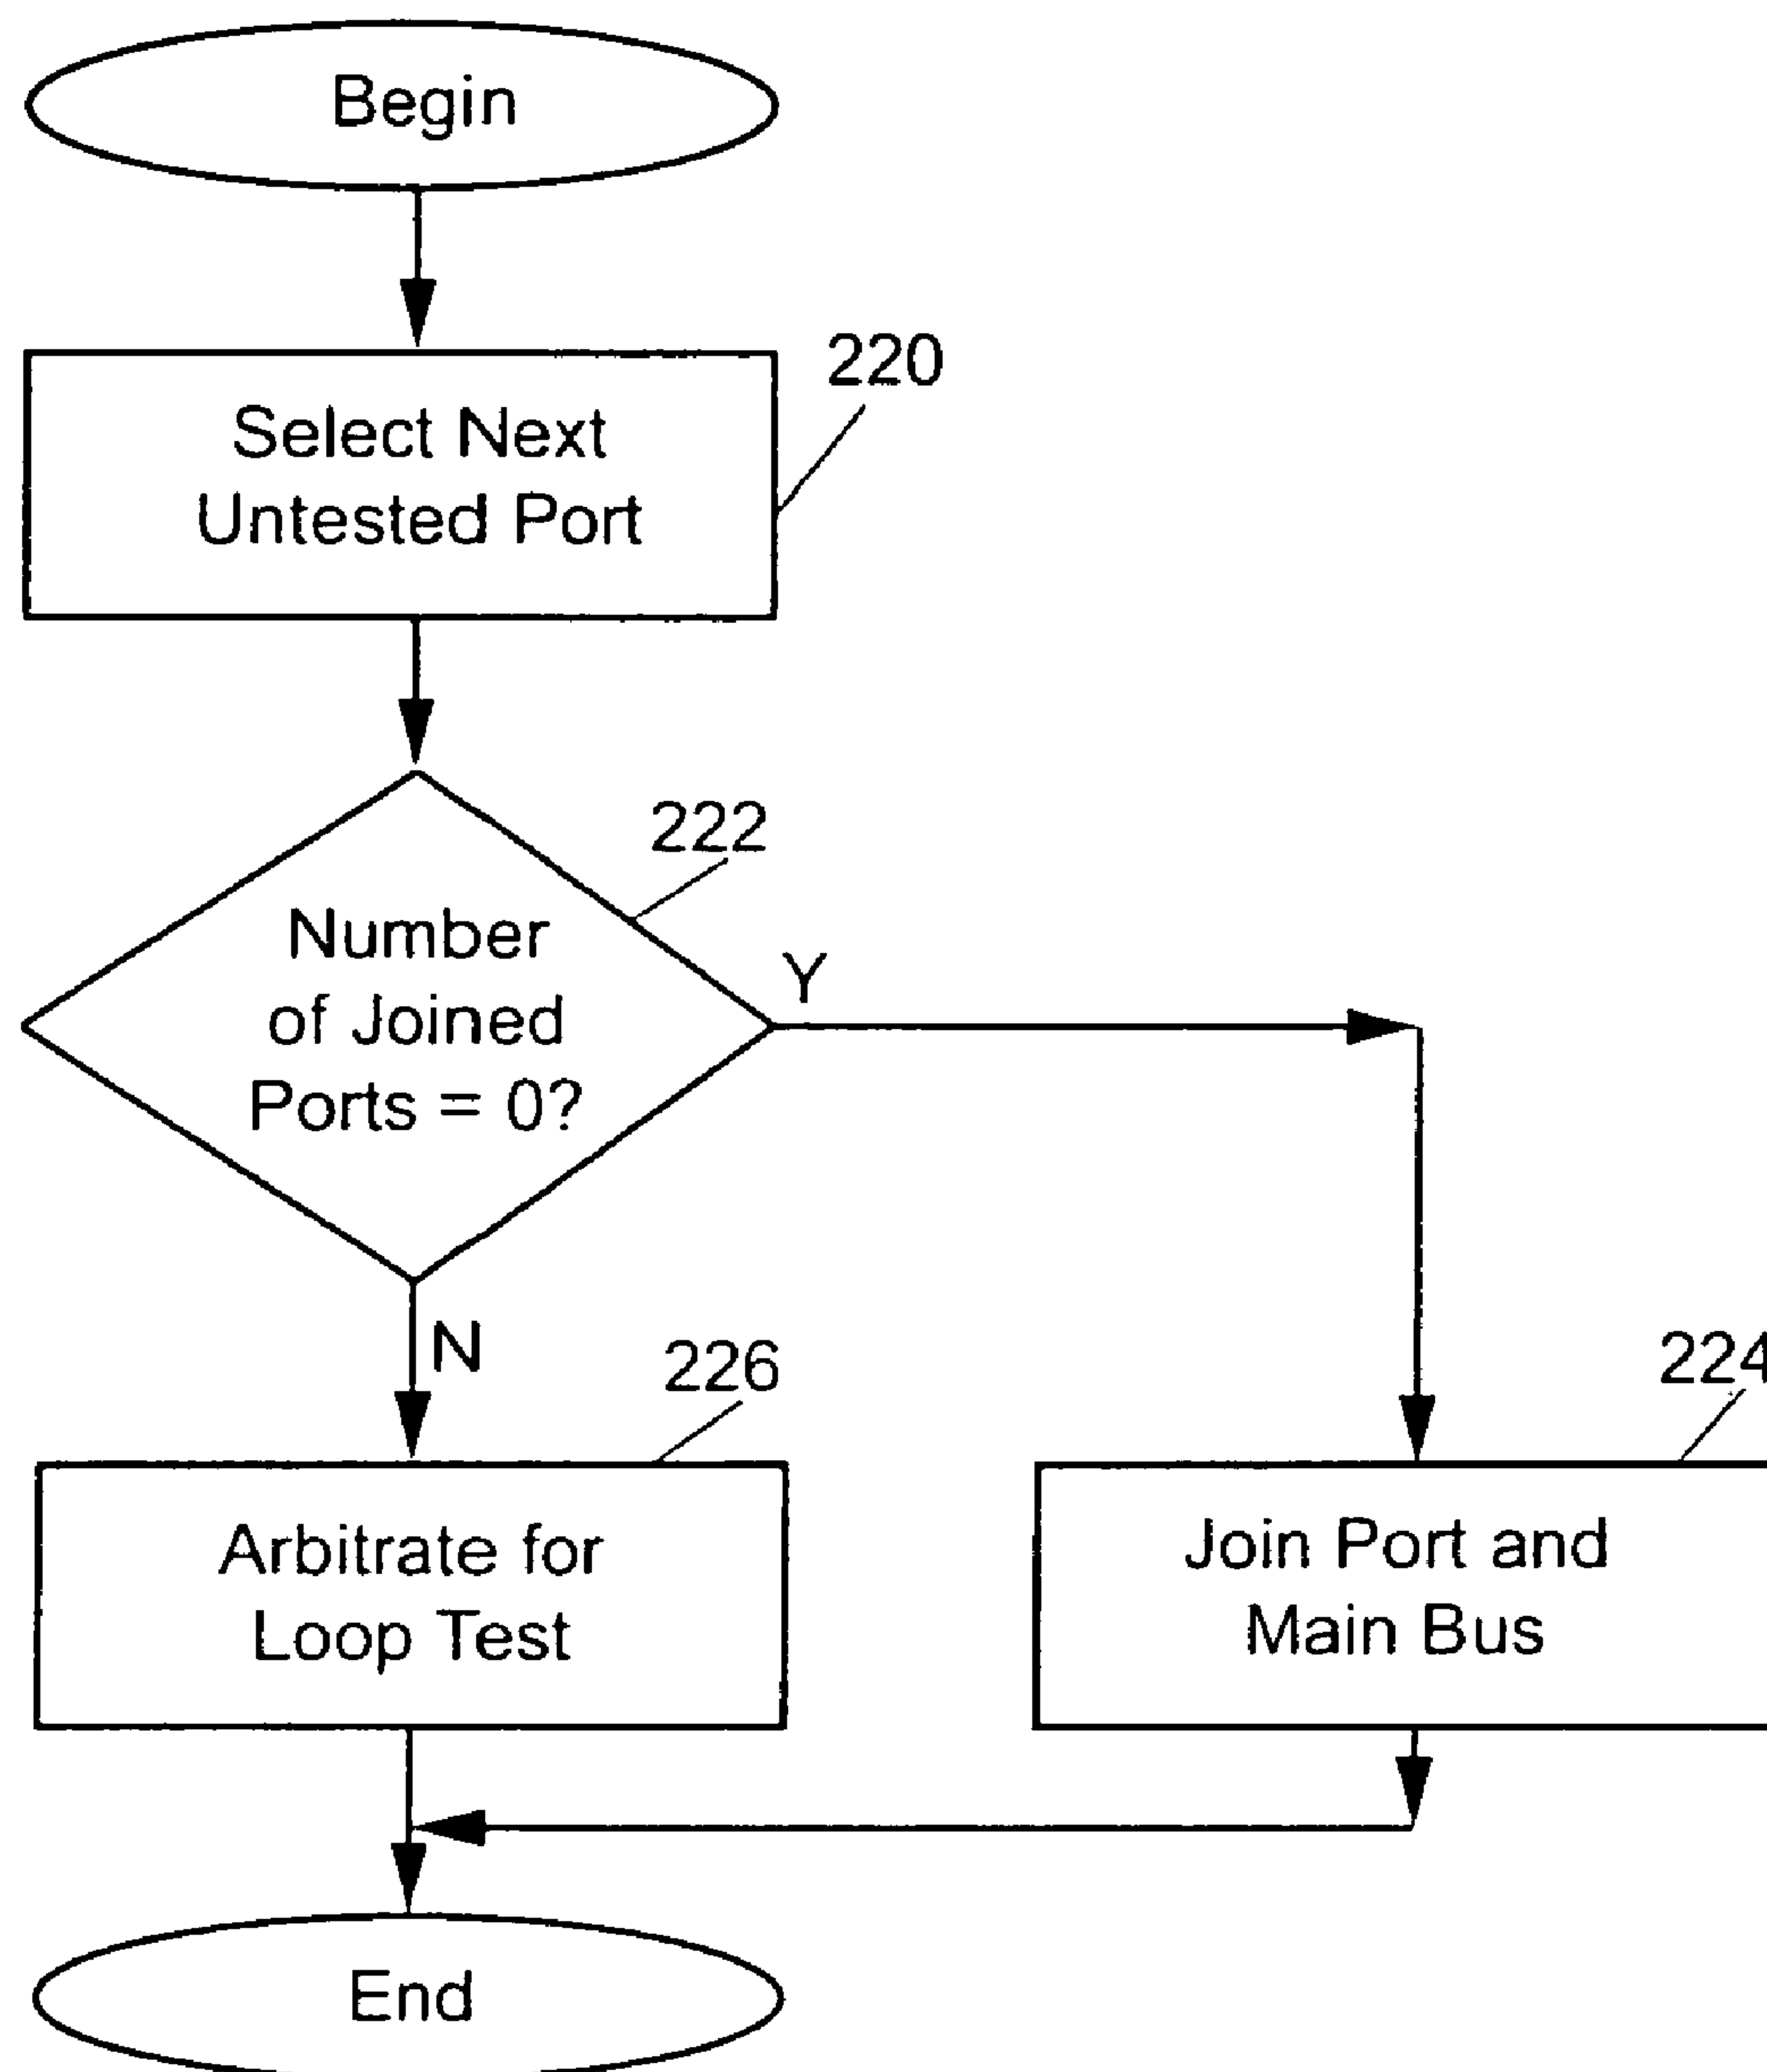 Begin
220
Select Next
Untested Port
222
Number
of Joined
Ports = 0?
Y
N
226
224
Arbitrate for
Loop Test
Join Port and
Main Bus
End